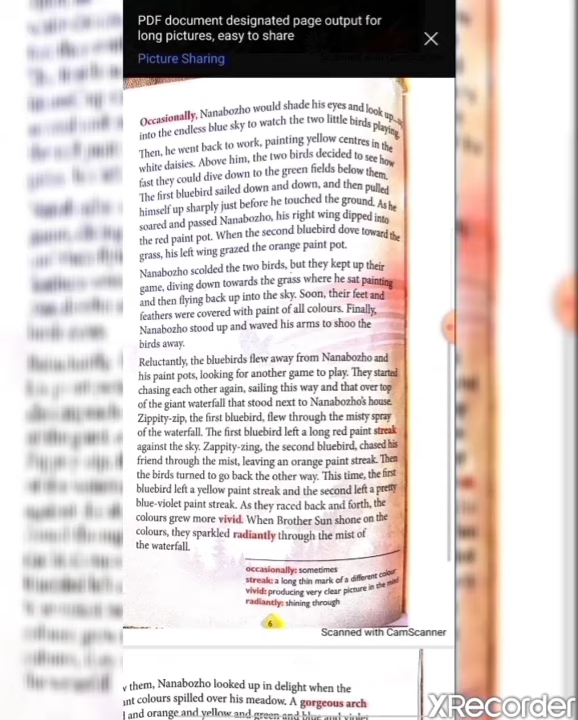 PDF document designated page output for
long pictures, easy to share
Picture Sharing
Occasionally, Nanabozho would shade his eyes and look up
into the endless blue sky to watch the two little birds playing.
Then, he went back to work, painting yellow centres in the
white daisies. Above him, the two birds decided to see how
fast they could dive down to the green fields below them.
The first bluebird sailed down and down, and then pulled
himself up sharply just before he touched the ground. As he
soared and passed Nanabozho, his right wing dipped into
the red paint pot. When the second bluebird dove toward the
grass, his left wing grazed the orange paint pot.
Nanabozho scolded the two birds, but they kept up their
game, diving down towards the grass where he sat painting
and then flying back up into the sky. Soon, their feet and
feathers were covered with paint of all colours. Finally,
Nanabozho stood up and waved his arms to shoo the
birds away.
Reluctantly, the bluebirds flew away from Nanabozho and
his paint pots, looking for another game to play. They started
chasing each other again, sailing this way and that over top
of the giant waterfall that stood next to Nanabozho's house.
Zippity-zip, the first bluebird, flew through the misty spray
of the waterfall. The first bluebird left a long red paint streak
against the sky. Zappity-zing, the second bluebird, chased his
friend through the mist, leaving an orange paint streak. Then
the birds turned to go back the other way. This time, the first
bluebird left a yellow paint streak and the second left a pretty
blue-violet paint streak. As they raced back and forth, the
colours grew more vivid. When Brother Sun shone on the
colours, they sparkled radiantly through the mist of
the waterfall.
occasionally: sometimes
streak: a long thin mark of a different colour
vivid: producing very clear picture in the mind
radiantly: shining through
6
Scanned with CamScanner
them, Nanabozho looked up in delight when the
colours spilled over his meadow. A gorgeous arch
and orange and yellow and green and blue and violet
XRecorder